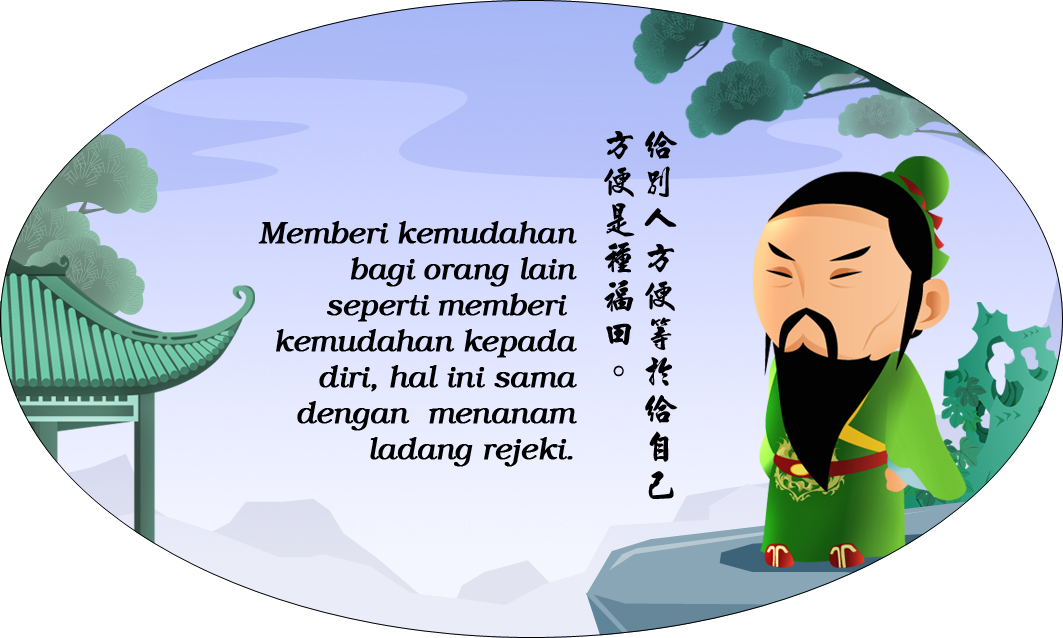 Memberi kemudahan
bagi orang lain
seperti memberi
kemudahan kepada
diri, hal ini sama
dengan menanam
ladang rejeki.
给別人方便等於给自己
方便是種福田。